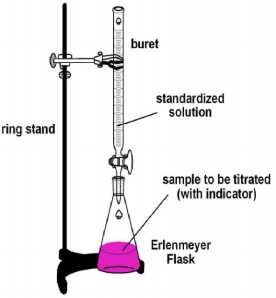 buret
standardized
solution
ring stand
sample to be titrated
(with indicator)
Erlenmeyer
Flask